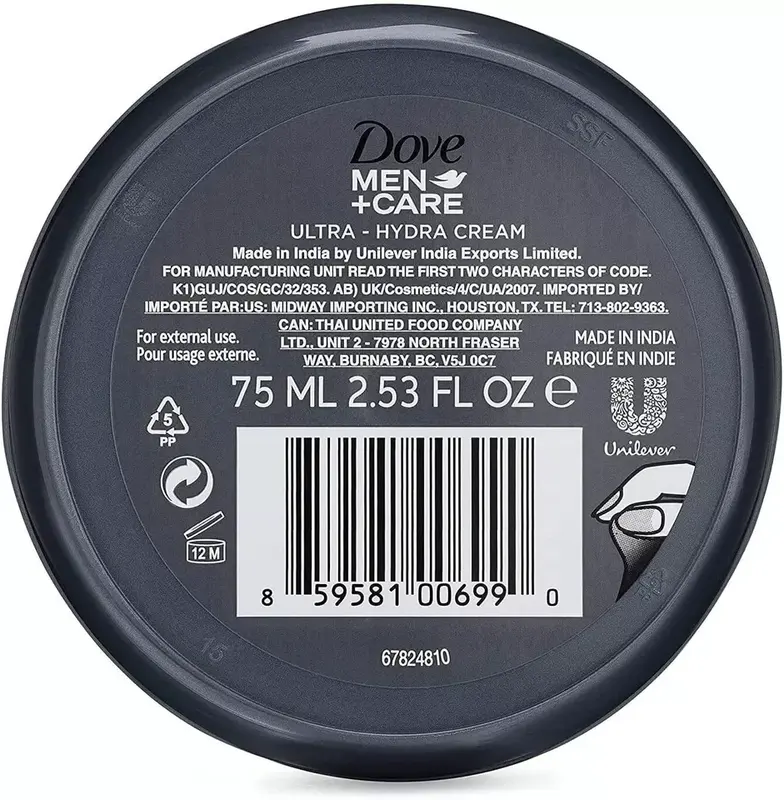 SSF
Dove
MEN
+CARE
ULTRA - HYDRA CREAM
Made in India by Unilever India Exports Limited.
FOR MANUFACTURING UNIT READ THE FIRST TWO CHARACTERS OF CODE.
K1)GUJ/COS/GC/32/353. AB) UK/Cosmetics/4/C/UA/2007. IMPORTED BY/
IMPORTÉ PAR:US: MIDWAY IMPORTING INC., HOUSTON, TX. TEL: 713-802-9363.
CAN: THAI UNITED FOOD COMPANY
LTD., UNIT 2 - 7978 NORTH FRASER
WAY, BURNABY, BC, V5J 0C7
For external use.
Pour usage externe.
MADE IN INDIA
FABRIQUÉ EN INDIE
75 ML 2.53 FL OZ e
5
PP
Unilever
12 M
8 59581 00699 0
15
67824810